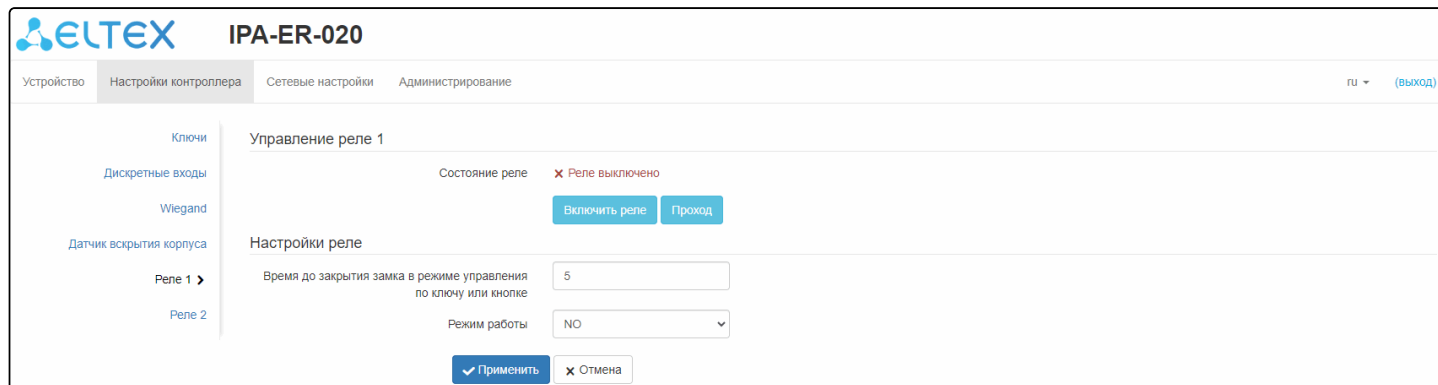 ELTEX IPA-ER-020
Устройство Настройки контроллера Сетевые настройки Администрирование ru (выход)
Ключи
Дискретные входы
Wiegand
Датчик вскрытия корпуса
Реле 1
Реле 2
Управление реле 1
Состояние реле Реле выключено
Включить реле Проход
Настройки реле
Время до закрытия замка в режиме управления
по ключу или кнопке 5
Режим работы NO
Применить Отмена